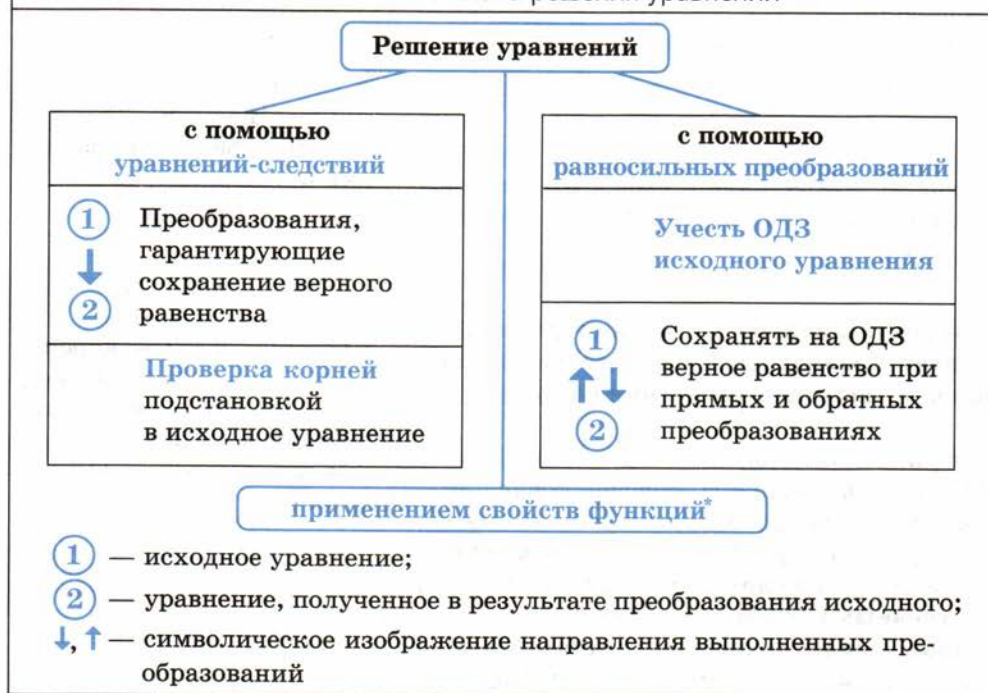 решении уравнений
Решение уравнений
с помощью
уравнений-следствий
1
Преобразования,
гарантирующие
сохранение верного
2
равенства
Проверка корней
подстановкой
в исходное уравнение
с помощью
равносильных преобразований
Учесть ОДЗ
исходного уравнения
1
Сохранять на ОДЗ
верное равенство при
прямых и обратных
2
преобразованиях
применением свойств функций*
1 — исходное уравнение;
2 — уравнение, полученное в результате преобразования исходного;
↓, ↑ — символическое изображение направления выполненных пре-
образований